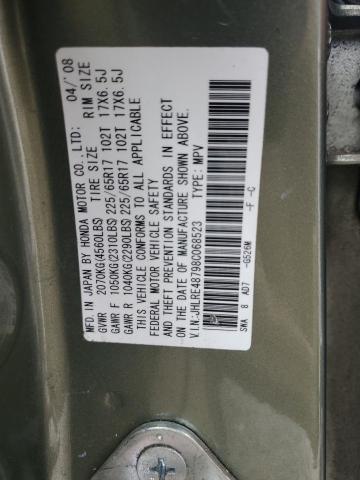 MFD. IN JAPAN BY HONDA MOTOR CO., LTD: 04/'08
GVWR 2070KG(4560LBS) TIRE SIZE RIM SIZE
GAWR F 1050KG(2310LBS) 225/65R17 102T 17X6.5J
GAWR R 1040KG(2290LBS) 225/65R17 102T 17X6.5J
THIS VEHICLE CONFORMS TO ALL APPLICABLE
FEDERAL MOTOR VEHICLE SAFETY
AND THEFT PREVENTION STANDARDS IN EFFECT
ON THE DATE OF MANUFACTURE SHOWN ABOVE.
V.I.N:JHLRE48798C068523 TYPE: MPV
SWA 8 AD7 -G526M -F -C